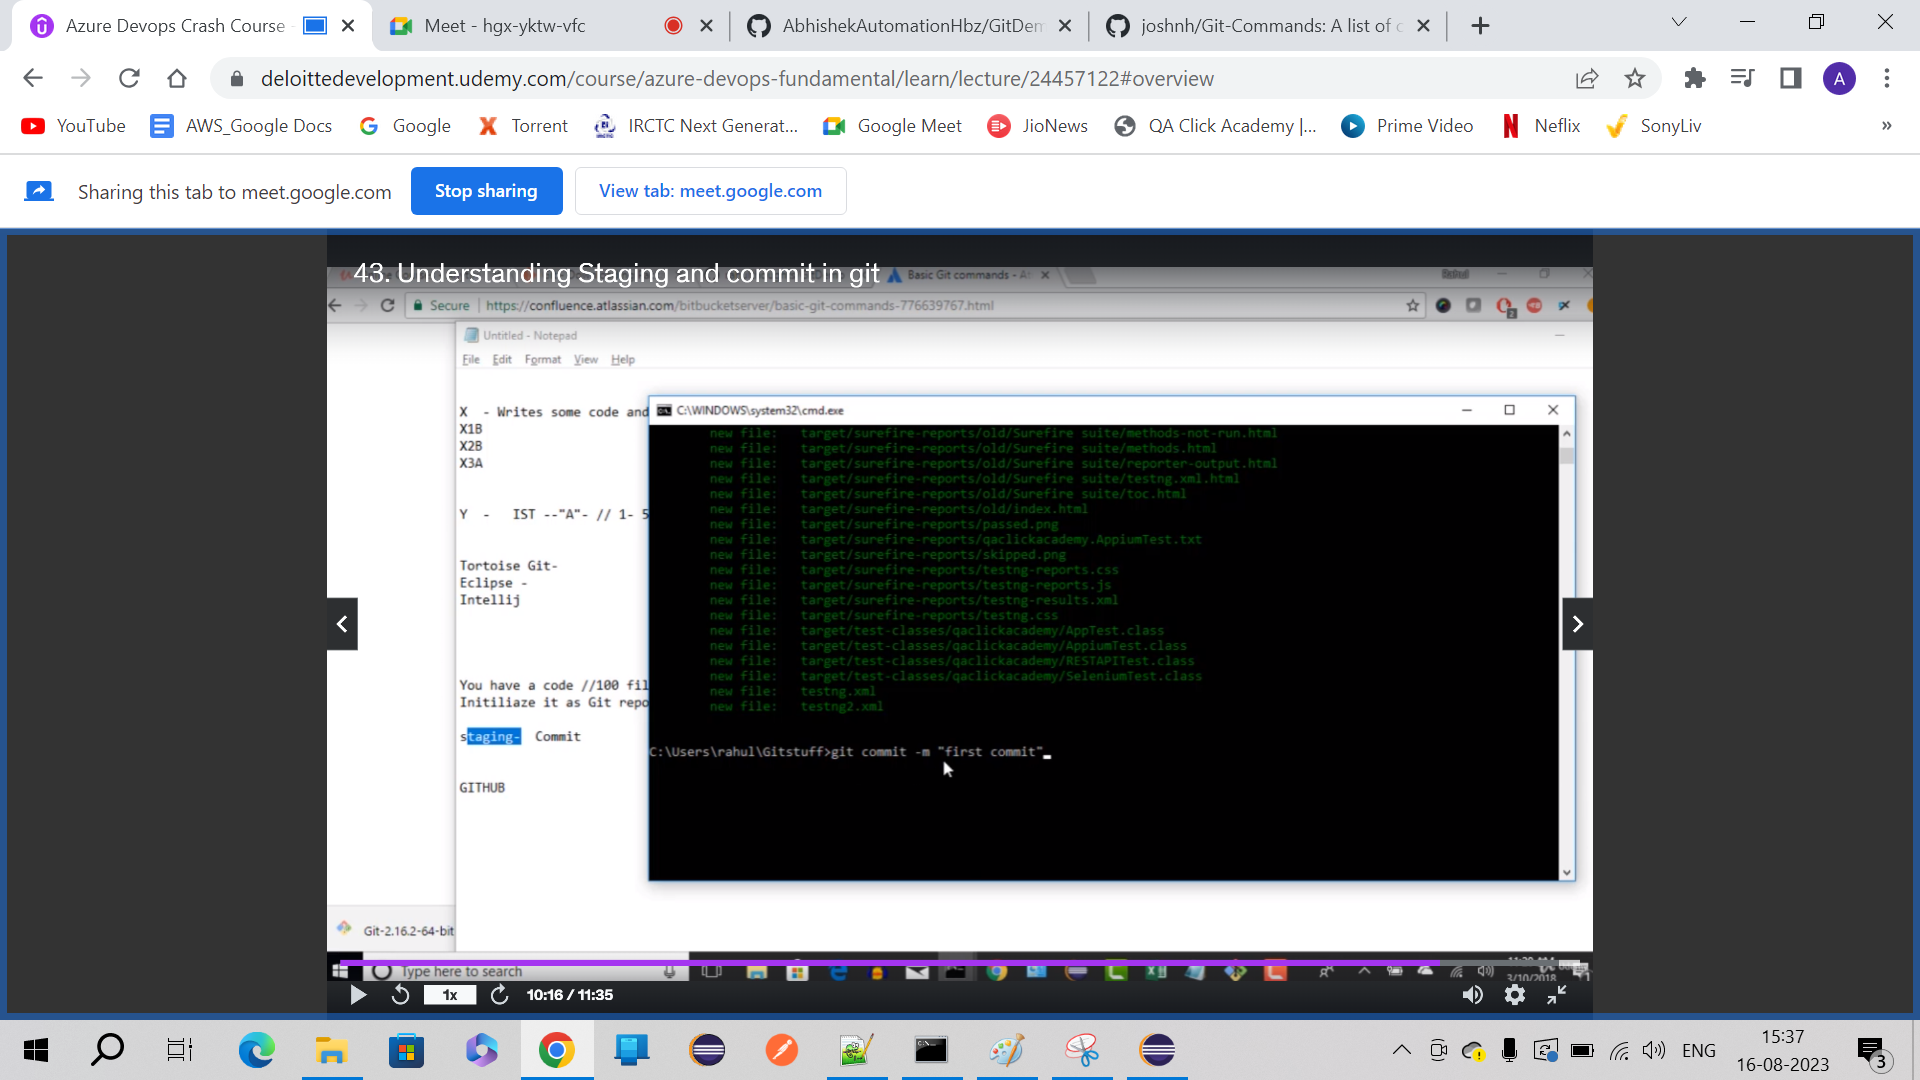 Azure Devops Crash Course
Meet - hgx-yktw-vfc
AbhishekAutomationHbz/GitDem
joshnh/Git-Commands: A list of c
deloittedevelopment.udemy.com/course/azure-devops-fundamental/learn/lecture/24457122#overview
A
YouTube
AWS_Google Docs
Google
Torrent
IRCTC Next Generat...
Google Meet
JioNews
QA Click Academy |...
Prime Video
Neflix
SonyLiv
»
Sharing this tab to meet.google.com
Stop sharing
View tab: meet.google.com
43. Understanding Staging and commit in git
Basic Git commands - At
Secure | https://confluence.atlassian.com/bitbucketserver/basic-git-commands-776639767.html
Untitled - Notepad
File Edit Format View Help
X - Writes some code and
X1B
X2B
X3A
Y - IST --"A"- // 1- 5
Tortoise Git-
Eclipse -
Intellij
You have a code //100 fil
Initiliaze it as Git repo
staging- Commit
GITHUB
C:\WINDOWS\system32\cmd.exe
new file: target/surefire-reports/old/Surefire suite/methods-not-run.html
new file: target/surefire-reports/old/Surefire suite/methods.html
new file: target/surefire-reports/old/Surefire suite/reporter-output.html
new file: target/surefire-reports/old/Surefire suite/testng.xml.html
new file: target/surefire-reports/old/Surefire suite/toc.html
new file: target/surefire-reports/old/index.html
new file: target/surefire-reports/passed.png
new file: target/surefire-reports/qaclickacademy.AppiumTest.txt
new file: target/surefire-reports/skipped.png
new file: target/surefire-reports/testng-reports.css
new file: target/surefire-reports/testng-reports.js
new file: target/surefire-reports/testng-results.xml
new file: target/surefire-reports/testng.css
new file: target/test-classes/qaclickacademy/AppTest.class
new file: target/test-classes/qaclickacademy/AppiumTest.class
new file: target/test-classes/qaclickacademy/RESTAPITest.class
new file: target/test-classes/qaclickacademy/SeleniumTest.class
new file: testng.xml
new file: testng2.xml
C:\Users\rahul\Gitstuff>git commit -m "first commit"_
Git-2.16.2-64-bit
Type here to search
3/10/2018
1x
10:16 / 11:35
ENG
15:37
16-08-2023
3